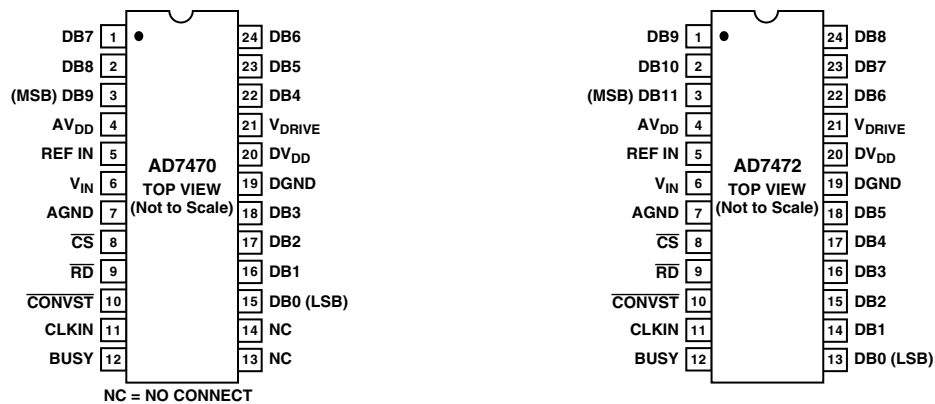 DB7 1 24 DB6
DB8 2 23 DB5
(MSB) DB9 3 22 DB4
AVDD 4 21 VDRIVE
REF IN 5 20 DVDD
VIN 6 19 DGND
AGND 7 18 DB3
CS 8 17 DB2
RD 9 16 DB1
CONVST 10 15 DB0 (LSB)
CLKIN 11 14 NC
BUSY 12 13 NC
AD7470
TOP VIEW
(Not to Scale)
NC = NO CONNECT
DB9 1 24 DB8
DB10 2 23 DB7
(MSB) DB11 3 22 DB6
AVDD 4 21 VDRIVE
REF IN 5 20 DVDD
VIN 6 19 DGND
AGND 7 18 DB5
CS 8 17 DB4
RD 9 16 DB3
CONVST 10 15 DB2
CLKIN 11 14 DB1
BUSY 12 13 DB0 (LSB)
AD7472
TOP VIEW
(Not to Scale)